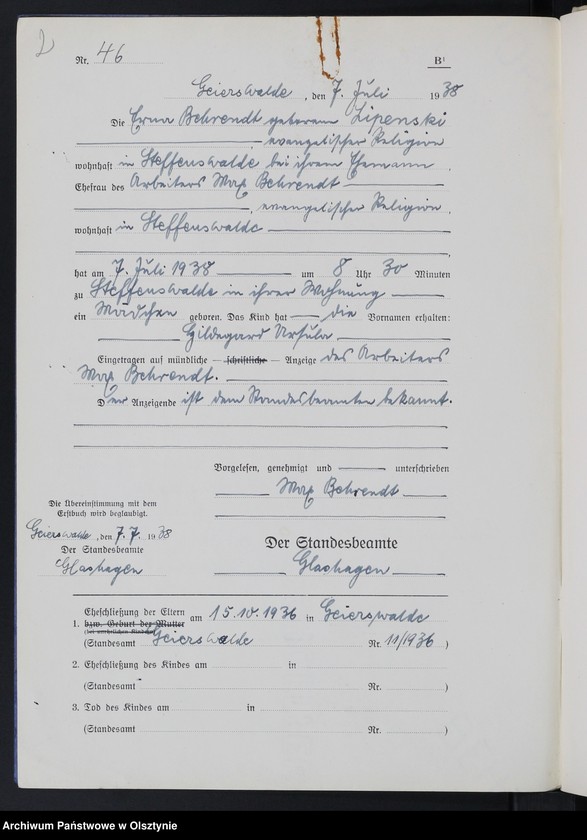 2
Nr. 46
B¹
Geierswalde, den 7. Juli 1938
Die Erna Behrendt geborene Lipenski
evangelischer Religion
wohnhaft in Steffenswalde bei ihrem Ehemann,
Ehefrau des Arbeiters Max Behrendt
, evangelischer Religion,
wohnhaft in Steffenswalde
hat am 7. Juli 1938 um 8 Uhr 30 Minuten
zu Steffenswalde in ihrer Wohnung
ein Mädchen geboren. Das Kind hat die Vornamen erhalten:
Hildegard Ursula
Eingetragen auf mündliche – schriftliche – Anzeige des Arbeiters
Max Behrendt.
Der Anzeigende ist dem Standesbeamten bekannt.
Vorgelesen, genehmigt und unterschrieben
Max Behrendt
Die Übereinstimmung mit dem
Erstbuch wird beglaubigt.
Geierswalde, den 7. 7. 1938
Der Standesbeamte
Glashagen
Der Standesbeamte
Glashagen
1. Eheschließung der Eltern am 15.10.1936 in Geierswalde
bzw. Geburt der Mutter
(bei unehelichen Kindern)
(Standesamt Geierswalde Nr. 11/1936)
2. Eheschließung des Kindes am in
(Standesamt Nr. )
3. Tod des Kindes am in
(Standesamt Nr. )
Archiwum Państwowe w Olsztynie